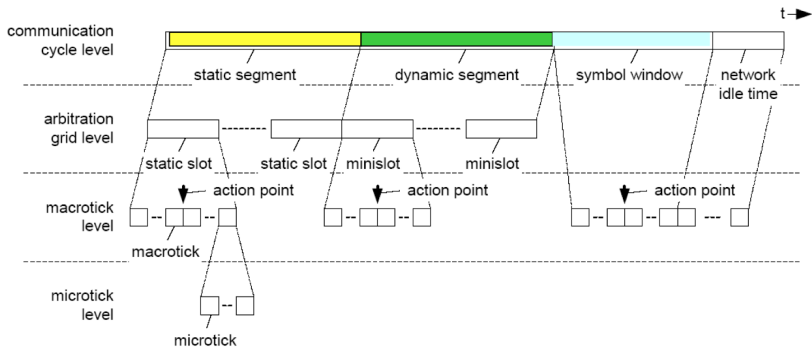 t
communication
cycle level
static segment
dynamic segment
symbol window
network
idle time
arbitration
grid level
static slot
static slot
minislot
minislot
action point
action point
action point
macrotick
level
macrotick
microtick
level
microtick